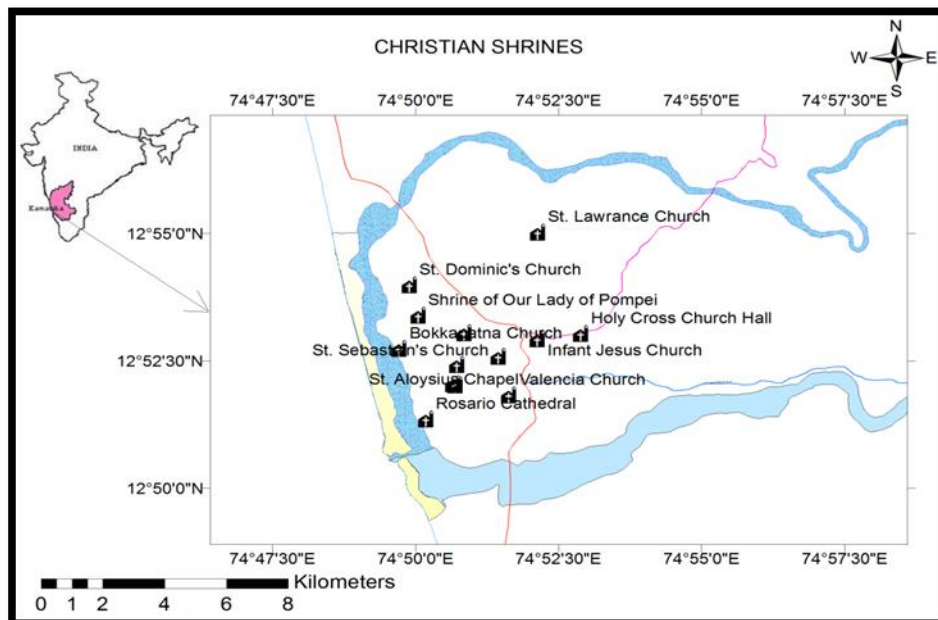 CHRISTIAN SHRINES
N
W E
S
74°47'30"E 74°50'0"E 74°52'30"E 74°55'0"E 74°57'30"E
INDIA
Karnataka
12°55'0"N
12°52'30"N
12°50'0"N
St. Lawrance Church
St. Dominic's Church
Shrine of Our Lady of Pompei
Holy Cross Church Hall
Church
St. Sebastian's Church
Infant Jesus Church
St. Aloysius Chapel
Valencia Church
Rosario Cathedral
74°47'30"E 74°50'0"E 74°52'30"E 74°55'0"E 74°57'30"E
Kilometers
0 1 2 4 6 8